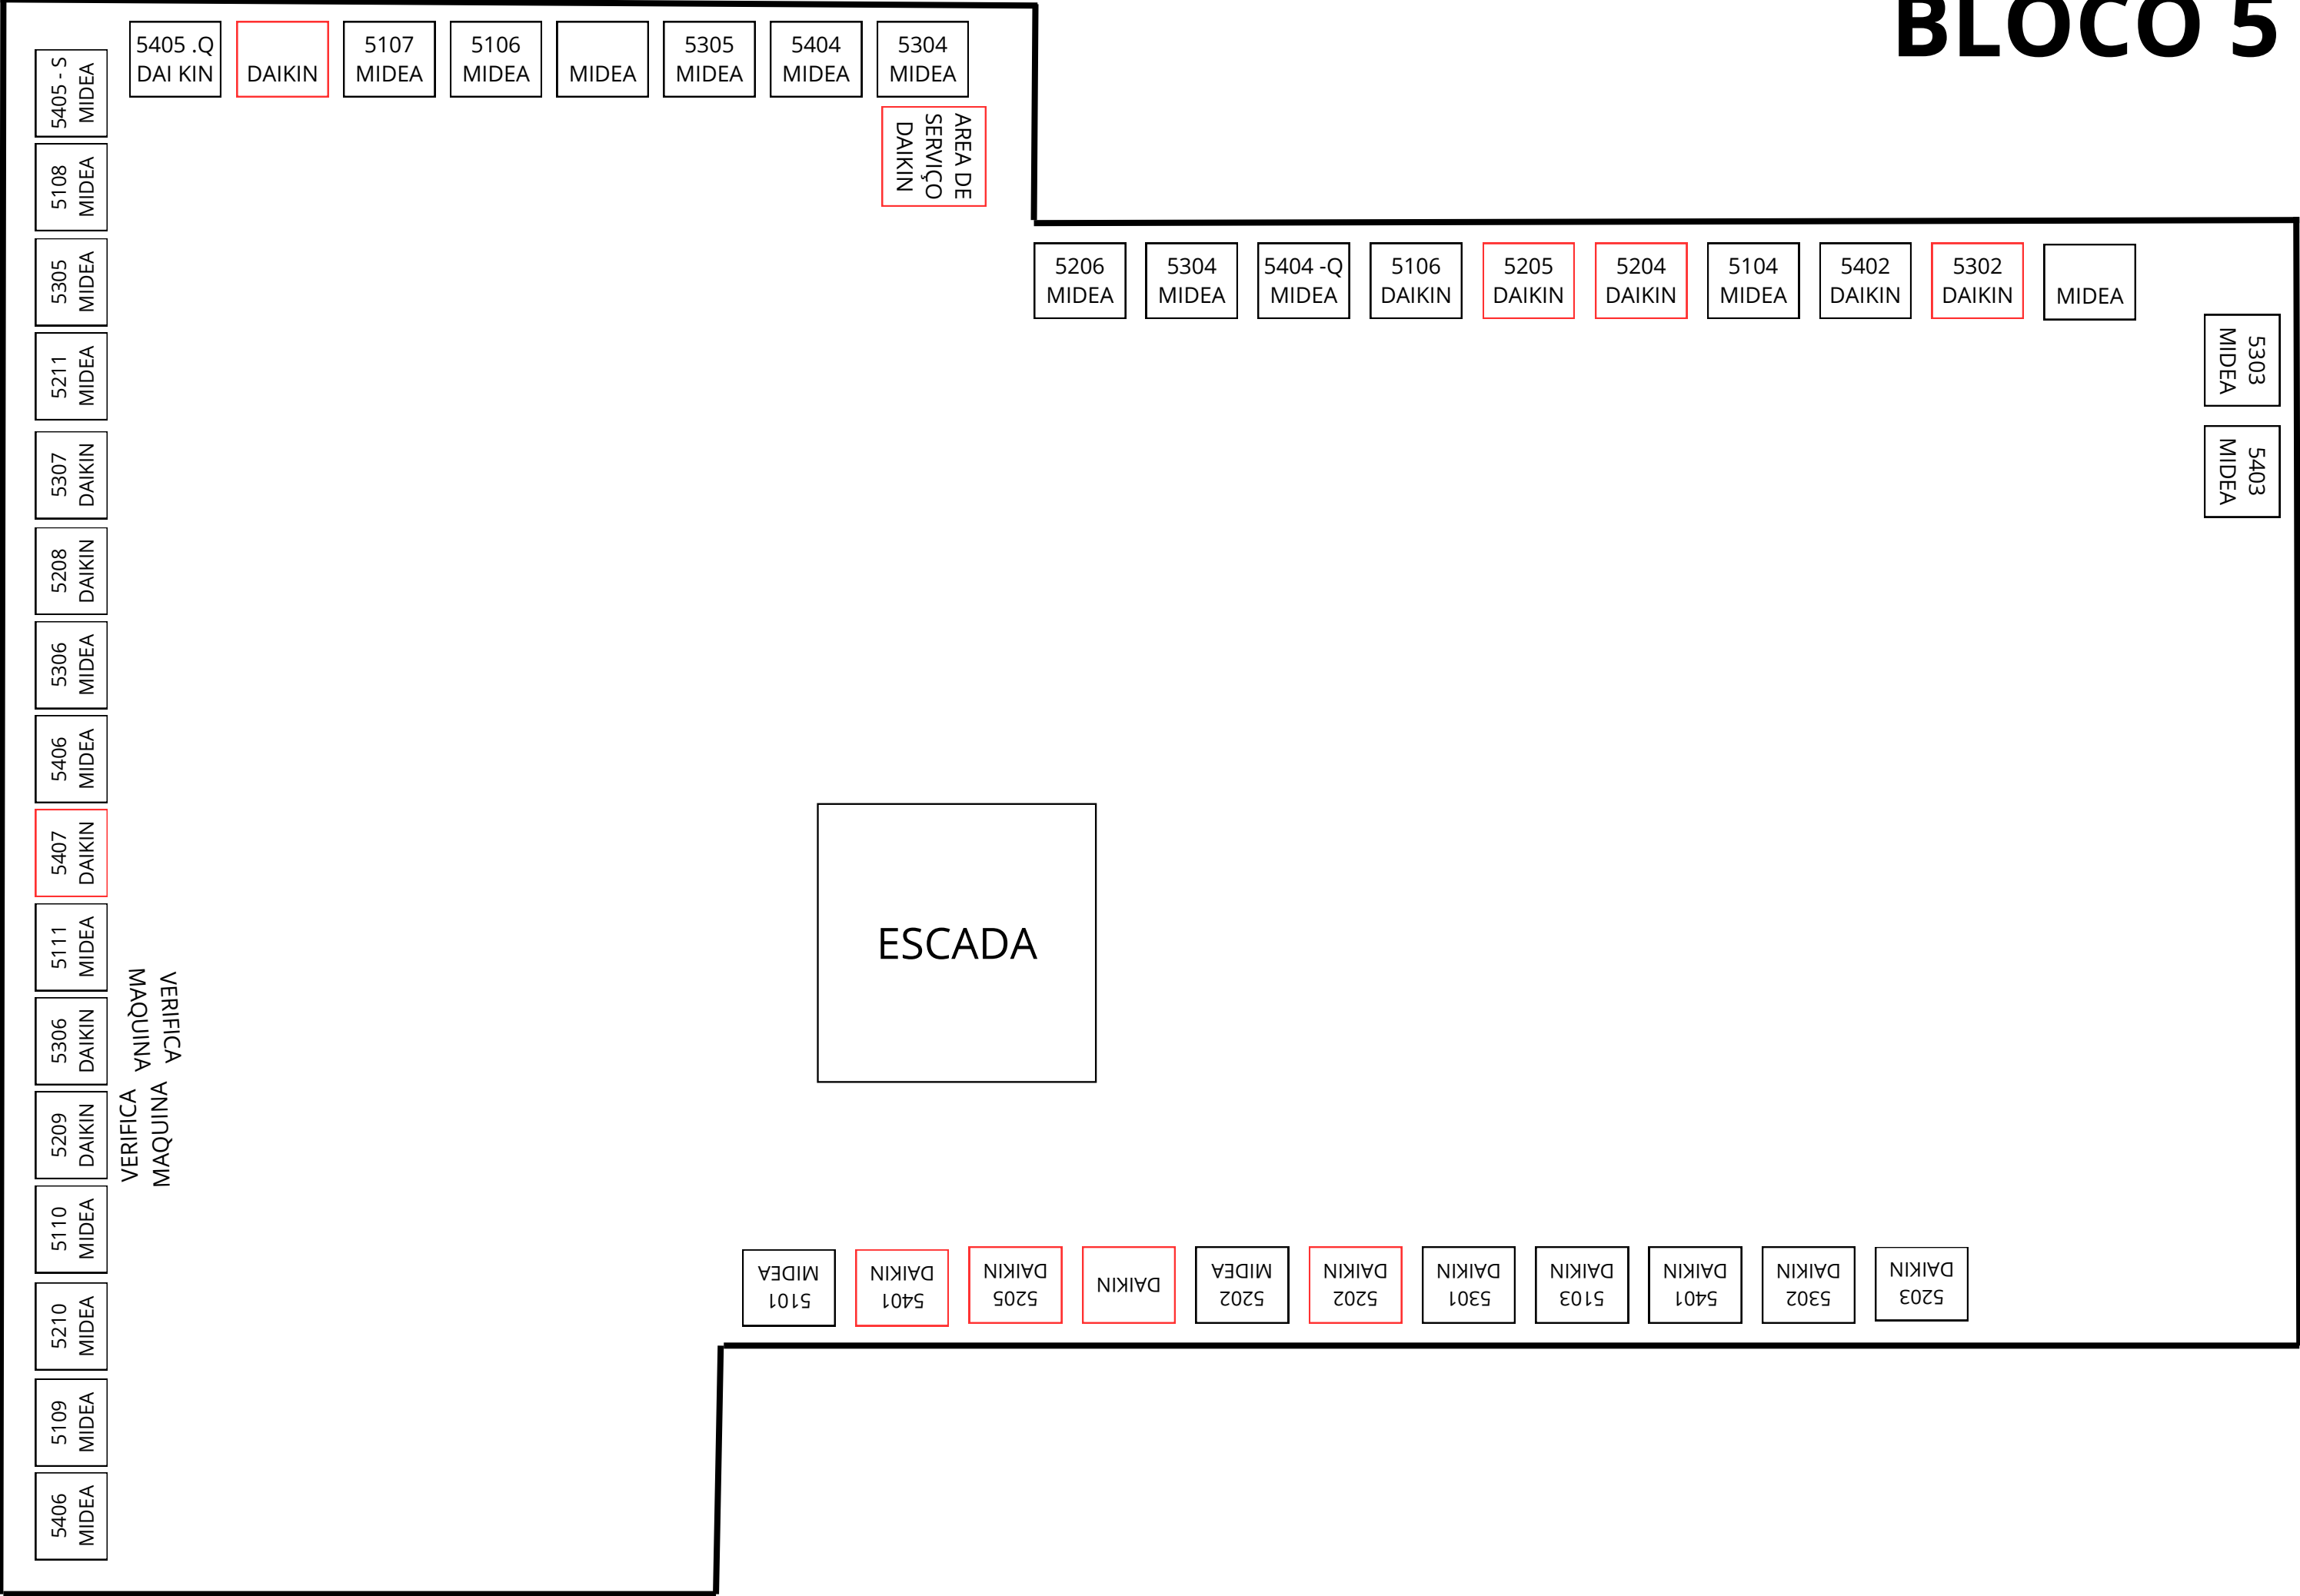 BLOCO 5
5405 .Q
DAI KIN
DAIKIN
5107
MIDEA
5106
MIDEA
MIDEA
5305
MIDEA
5404
MIDEA
5304
MIDEA
AREA DE
SERVIÇO
DAIKIN
5206
MIDEA
5304
MIDEA
5404 -Q
MIDEA
5106
DAIKIN
5205
DAIKIN
5204
DAIKIN
5104
MIDEA
5402
DAIKIN
5302
DAIKIN
MIDEA
5303
MIDEA
5403
MIDEA
5405 - S
MIDEA
5108
MIDEA
5305
MIDEA
5211
MIDEA
5307
DAIKIN
5208
DAIKIN
5306
MIDEA
5406
MIDEA
5407
DAIKIN
5111
MIDEA
5306
DAIKIN
VERIFICA
MAQUINA
5209
DAIKIN
VERIFICA
MAQUINA
5110
MIDEA
5210
MIDEA
5109
MIDEA
5406
MIDEA
ESCADA
5101
MIDEA
5401
DAIKIN
5205
DAIKIN
DAIKIN
5202
MIDEA
5202
DAIKIN
5301
DAIKIN
5103
DAIKIN
5401
DAIKIN
5302
DAIKIN
5203
DAIKIN